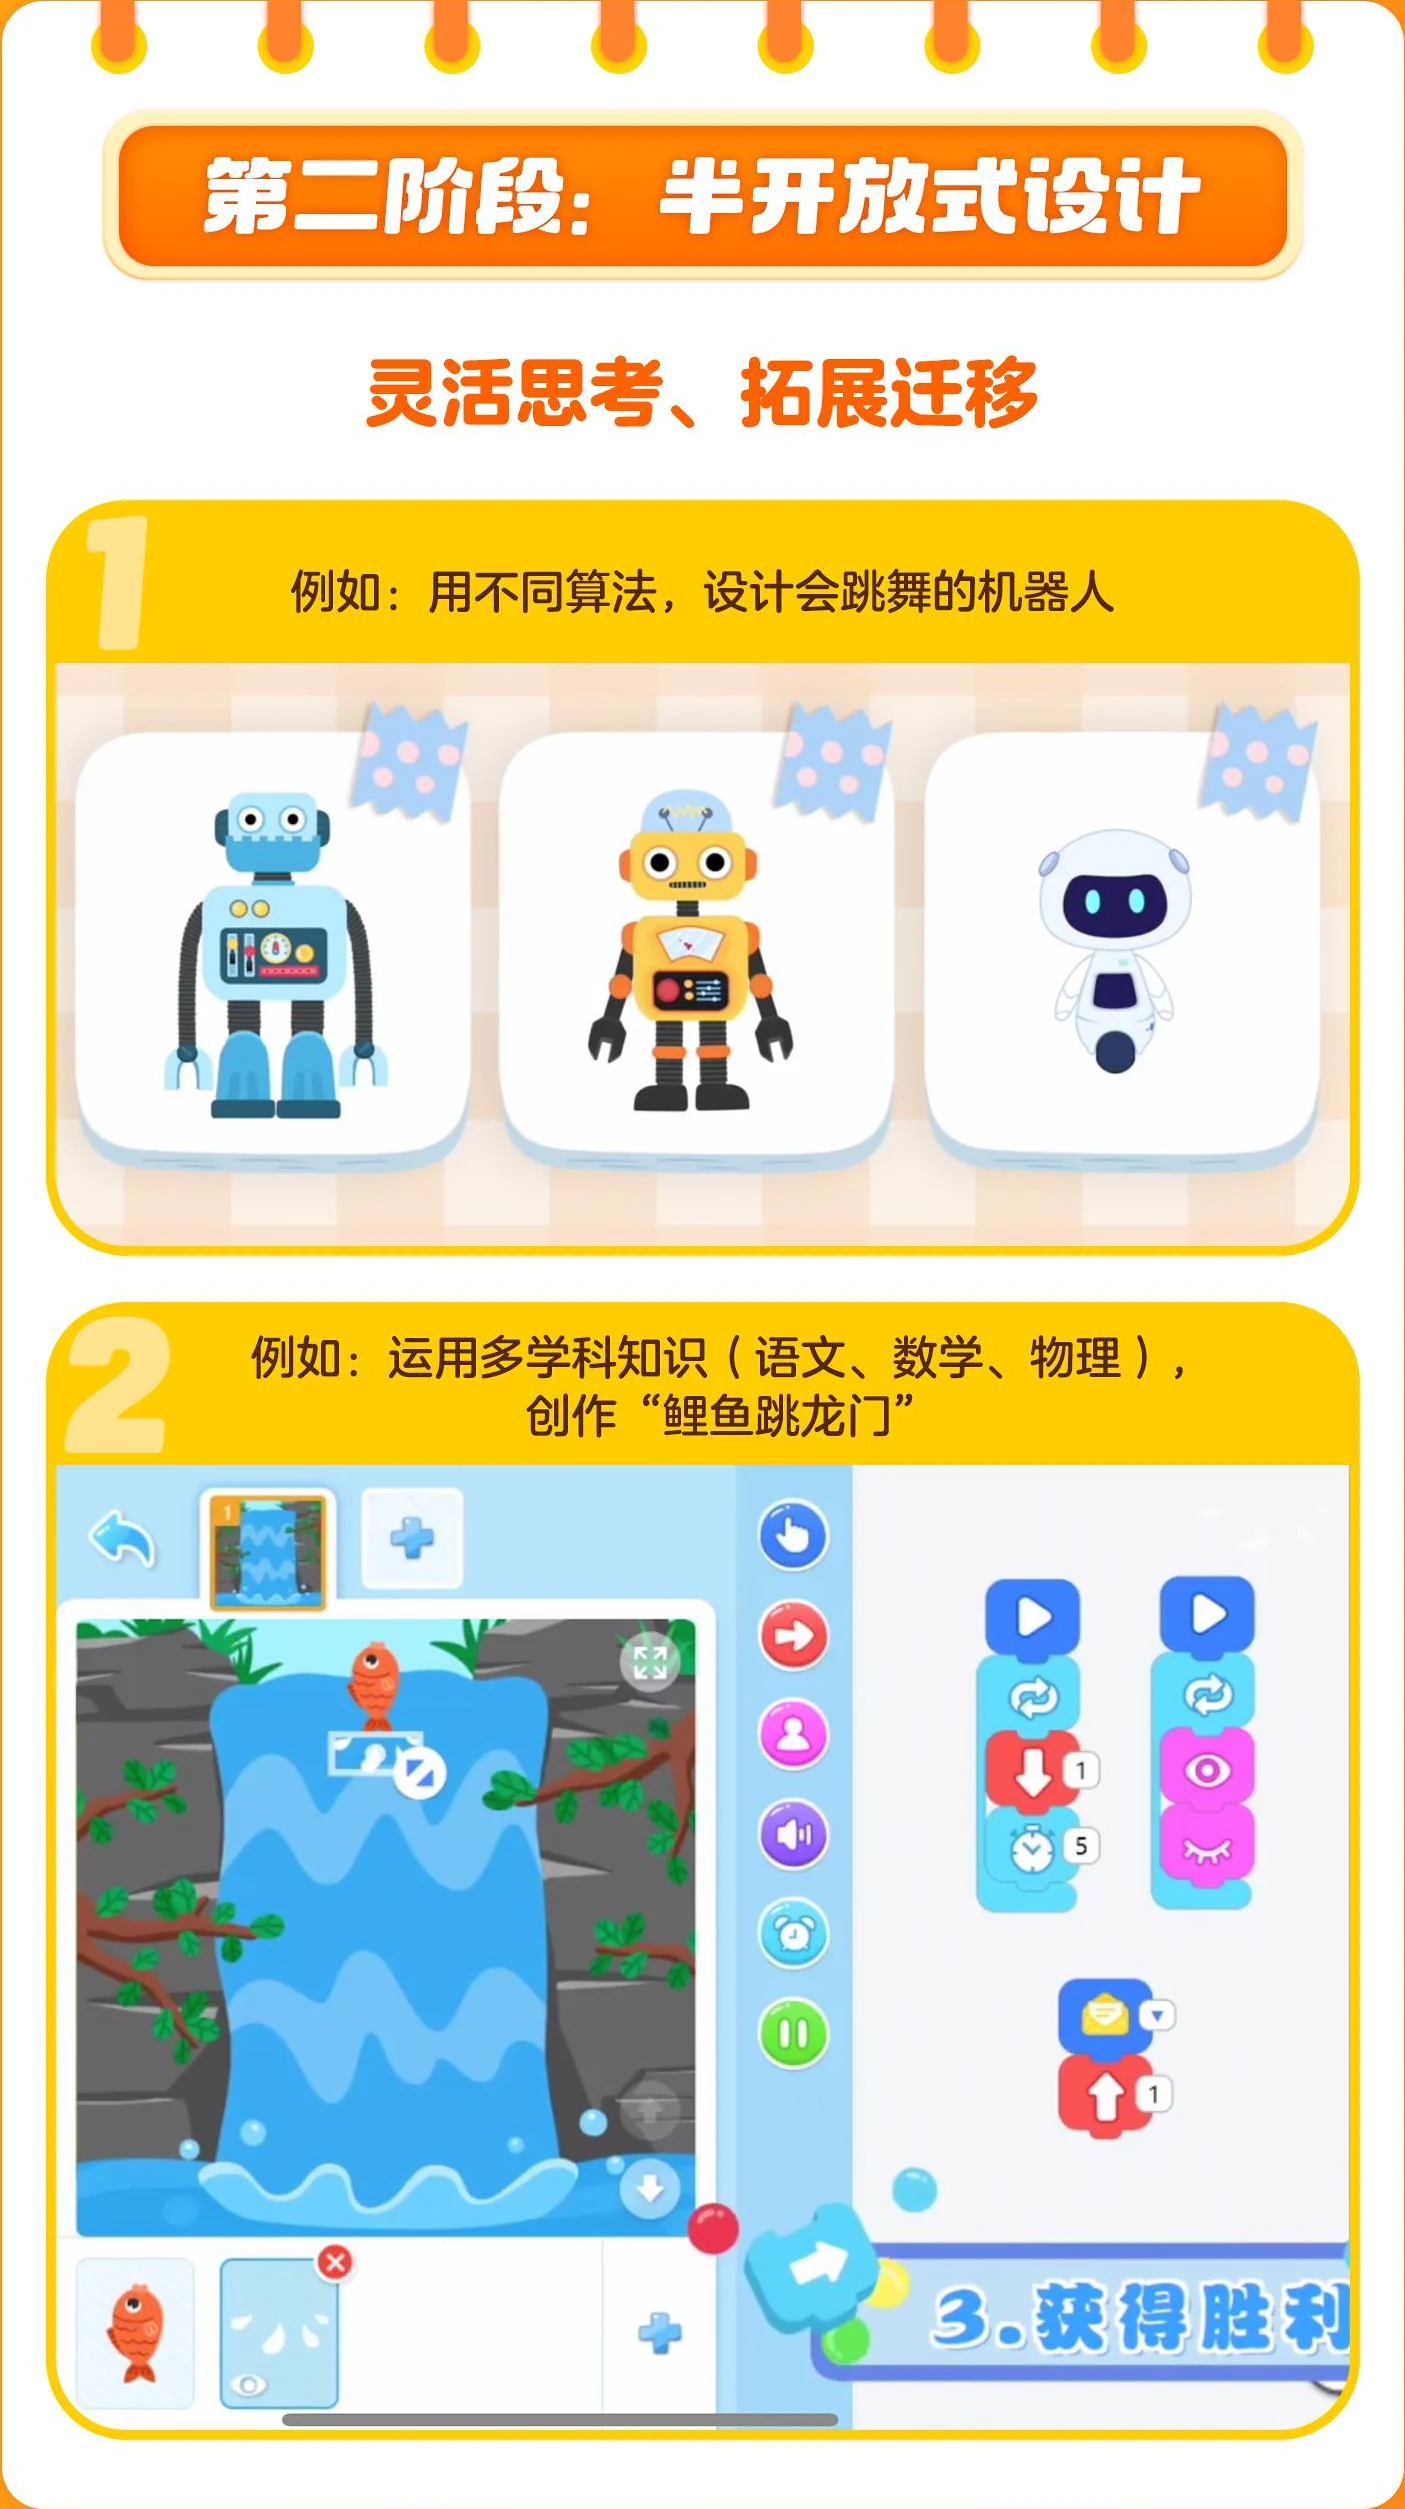 第二阶段：半开放式设计
灵活思考、拓展迁移
1
例如：用不同算法，设计会跳舞的机器人
2
例如：运用多学科知识（语文、数学、物理），
创作“鲤鱼跳龙门”
1
1
5
1
3.获得胜利